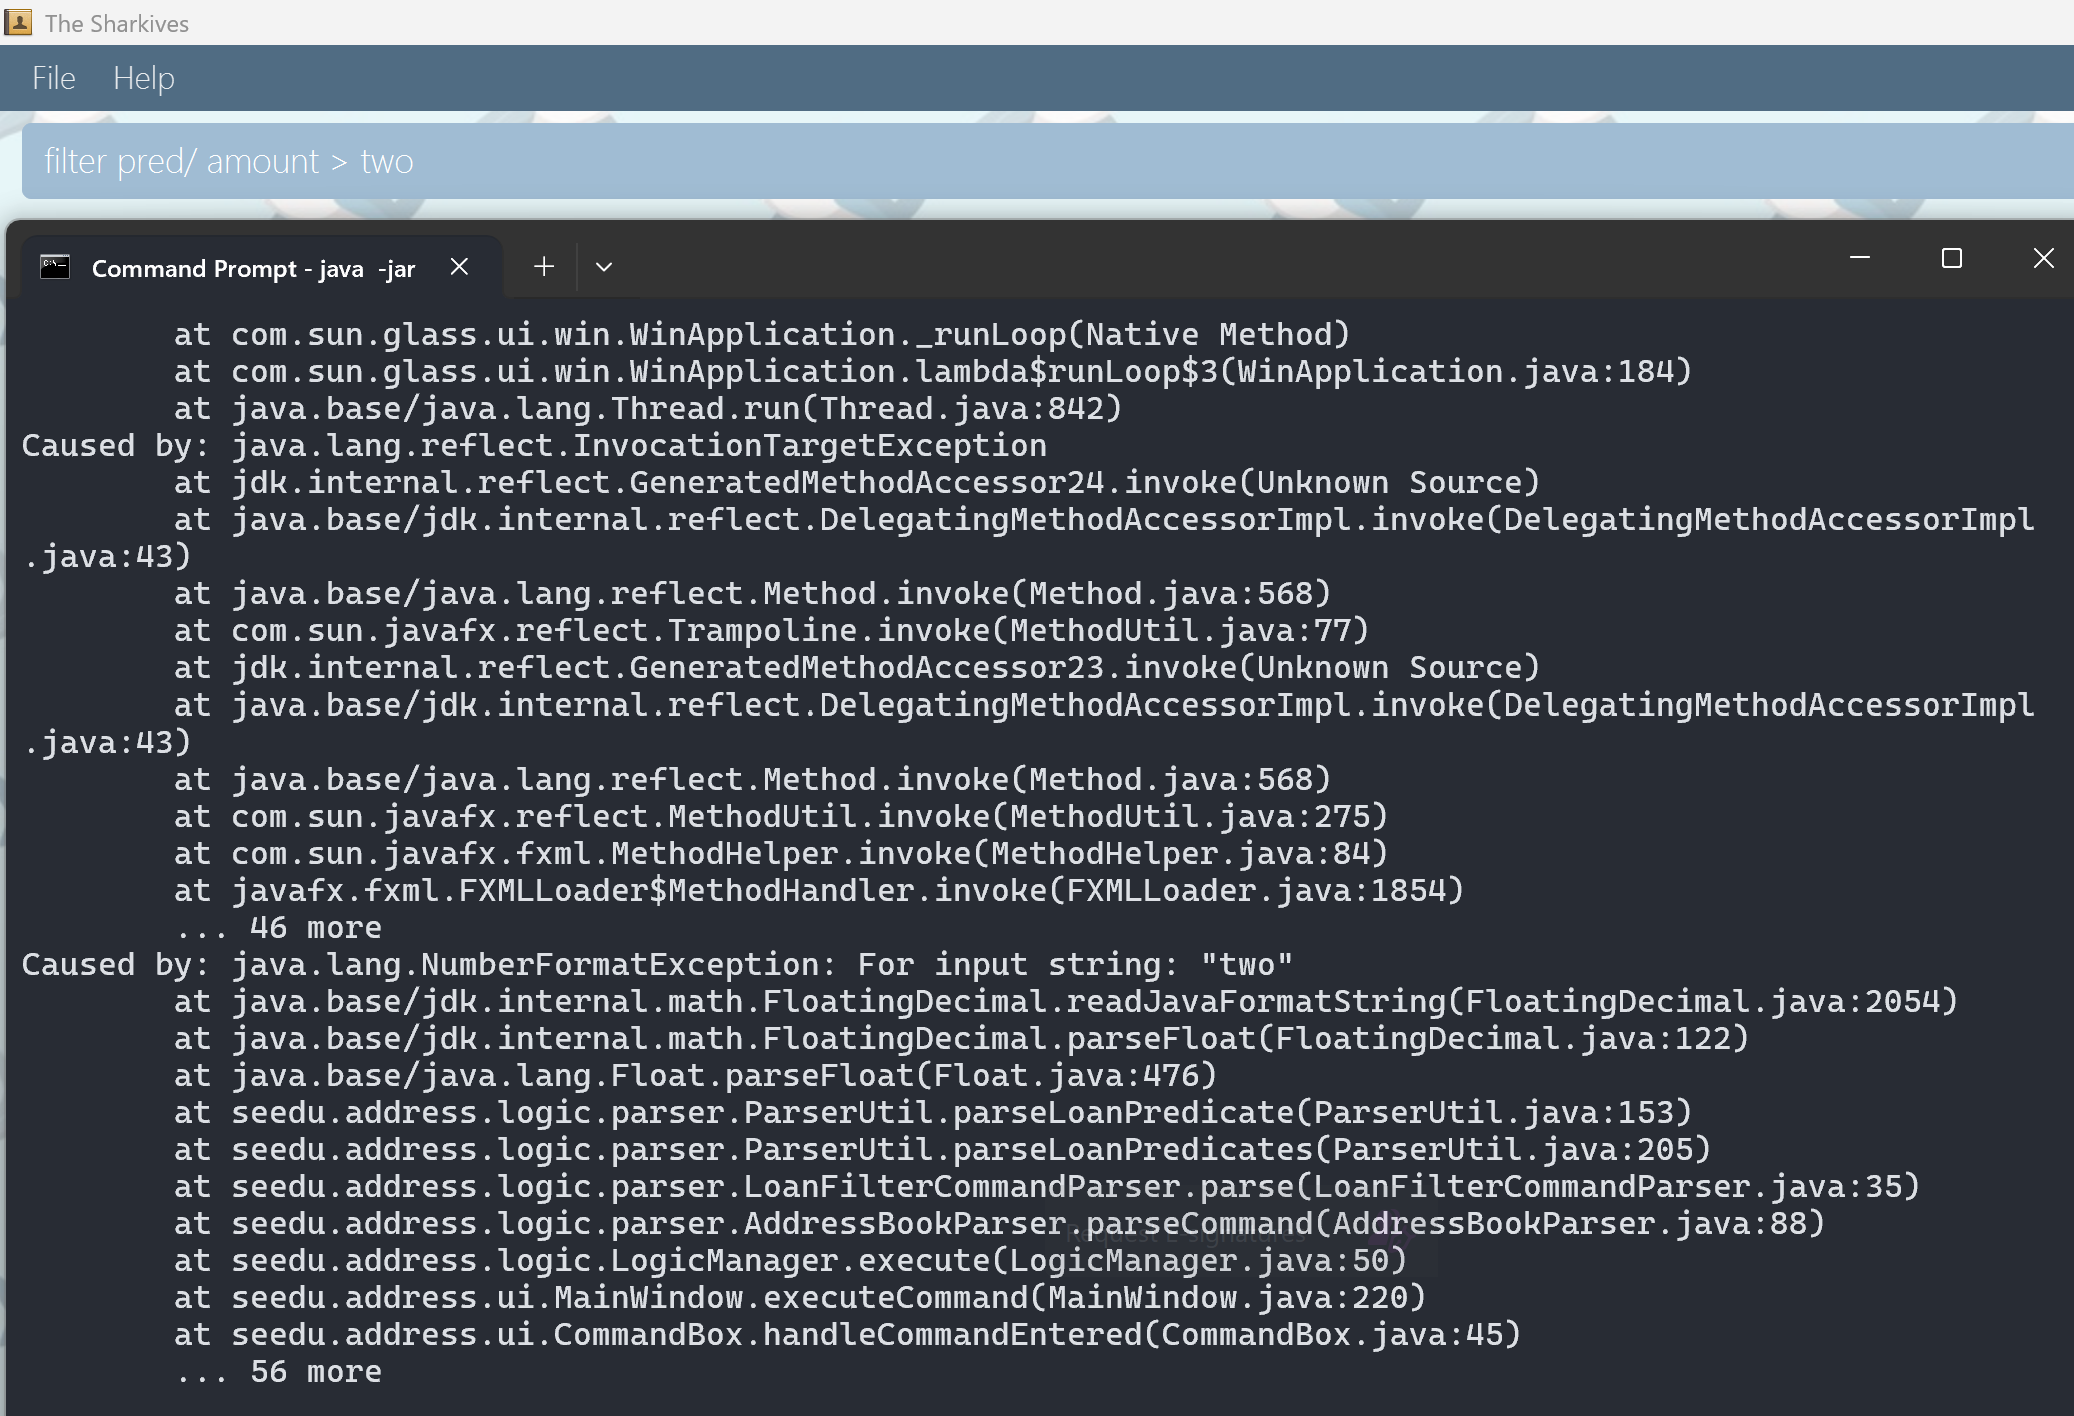 The Sharkives
File Help
filter pred/ amount > two
Command Prompt - java -jar
at com.sun.glass.ui.win.WinApplication._runLoop(Native Method)
at com.sun.glass.ui.win.WinApplication.lambda$runLoop$3(WinApplication.java:184)
at java.base/java.lang.Thread.run(Thread.java:842)
Caused by: java.lang.reflect.InvocationTargetException
at jdk.internal.reflect.GeneratedMethodAccessor24.invoke(Unknown Source)
at java.base/jdk.internal.reflect.DelegatingMethodAccessorImpl.invoke(DelegatingMethodAccessorImpl
.java:43)
at java.base/java.lang.reflect.Method.invoke(Method.java:568)
at com.sun.javafx.reflect.Trampoline.invoke(MethodUtil.java:77)
at jdk.internal.reflect.GeneratedMethodAccessor23.invoke(Unknown Source)
at java.base/jdk.internal.reflect.DelegatingMethodAccessorImpl.invoke(DelegatingMethodAccessorImpl
.java:43)
at java.base/java.lang.reflect.Method.invoke(Method.java:568)
at com.sun.javafx.reflect.MethodUtil.invoke(MethodUtil.java:275)
at com.sun.javafx.fxml.MethodHelper.invoke(MethodHelper.java:84)
at javafx.fxml.FXMLLoader$MethodHandler.invoke(FXMLLoader.java:1854)
... 46 more
Caused by: java.lang.NumberFormatException: For input string: "two"
at java.base/jdk.internal.math.FloatingDecimal.readJavaFormatString(FloatingDecimal.java:2054)
at java.base/jdk.internal.math.FloatingDecimal.parseFloat(FloatingDecimal.java:122)
at java.base/java.lang.Float.parseFloat(Float.java:476)
at seedu.address.logic.parser.ParserUtil.parseLoanPredicate(ParserUtil.java:153)
at seedu.address.logic.parser.ParserUtil.parseLoanPredicates(ParserUtil.java:205)
at seedu.address.logic.parser.LoanFilterCommandParser.parse(LoanFilterCommandParser.java:35)
at seedu.address.logic.parser.AddressBookParser.parseCommand(AddressBookParser.java:88)
Request E-signatures
at seedu.address.logic.LogicManager.execute(LogicManager.java:50)
at seedu.address.ui.MainWindow.executeCommand(MainWindow.java:220)
at seedu.address.ui.CommandBox.handleCommandEntered(CommandBox.java:45)
... 56 more